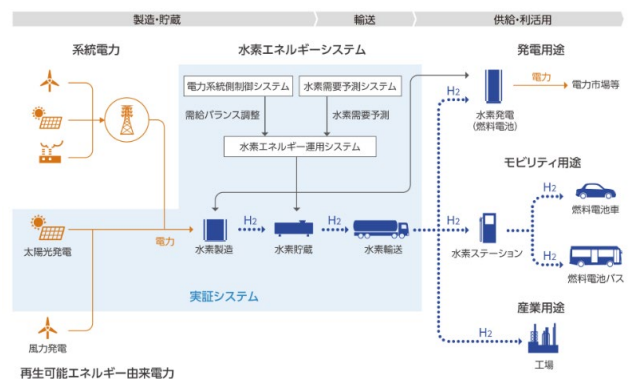 製造・貯蔵
輸送
供給・利活用
系統電力
水素エネルギーシステム
発電用途
電力系統側制御システム
水素需要予測システム
H2
電力
電力市場等
水素発電
(燃料電池)
需給バランス調整
水素需要予測
水素エネルギー運用システム
モビリティ用途
H2
燃料電池車
太陽光発電
電力
水素製造
H2
水素貯蔵
H2
水素輸送
H2
水素ステーション
H2
燃料電池バス
実証システム
産業用途
風力発電
H2
工場
再生可能エネルギー由来電力